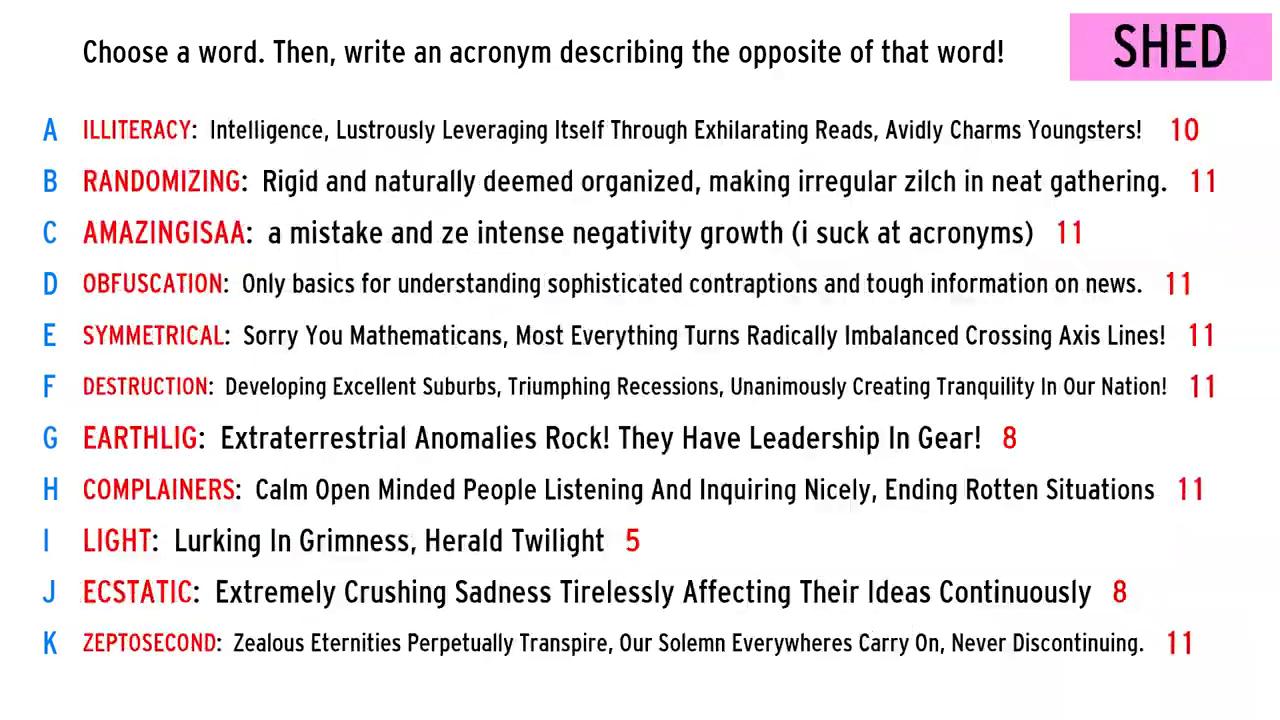 Choose a word. Then, write an acronym describing the opposite of that word!
SHED
A ILLITERACY: Intelligence, Lustrously Leveraging Itself Through Exhilarating Reads, Avidly Charms Youngsters! 10
B RANDOMIZING: Rigid and naturally deemed organized, making irregular zilch in neat gathering. 11
C AMAZINGISAA: a mistake and ze intense negativity growth (i suck at acronyms) 11
D OBFUSCATION: Only basics for understanding sophisticated contraptions and tough information on news. 11
E SYMMETRICAL: Sorry You Mathematicans, Most Everything Turns Radically Imbalanced Crossing Axis Lines! 11
F DESTRUCTION: Developing Excellent Suburbs, Triumphing Recessions, Unanimously Creating Tranquility In Our Nation! 11
G EARTHLIG: Extraterrestrial Anomalies Rock! They Have Leadership In Gear! 8
H COMPLAINERS: Calm Open Minded People Listening And Inquiring Nicely, Ending Rotten Situations 11
I LIGHT: Lurking In Grimness, Herald Twilight 5
J ECSTATIC: Extremely Crushing Sadness Tirelessly Affecting Their Ideas Continuously 8
K ZEPTOSECOND: Zealous Eternities Perpetually Transpire, Our Solemn Everywheres Carry On, Never Discontinuing. 11